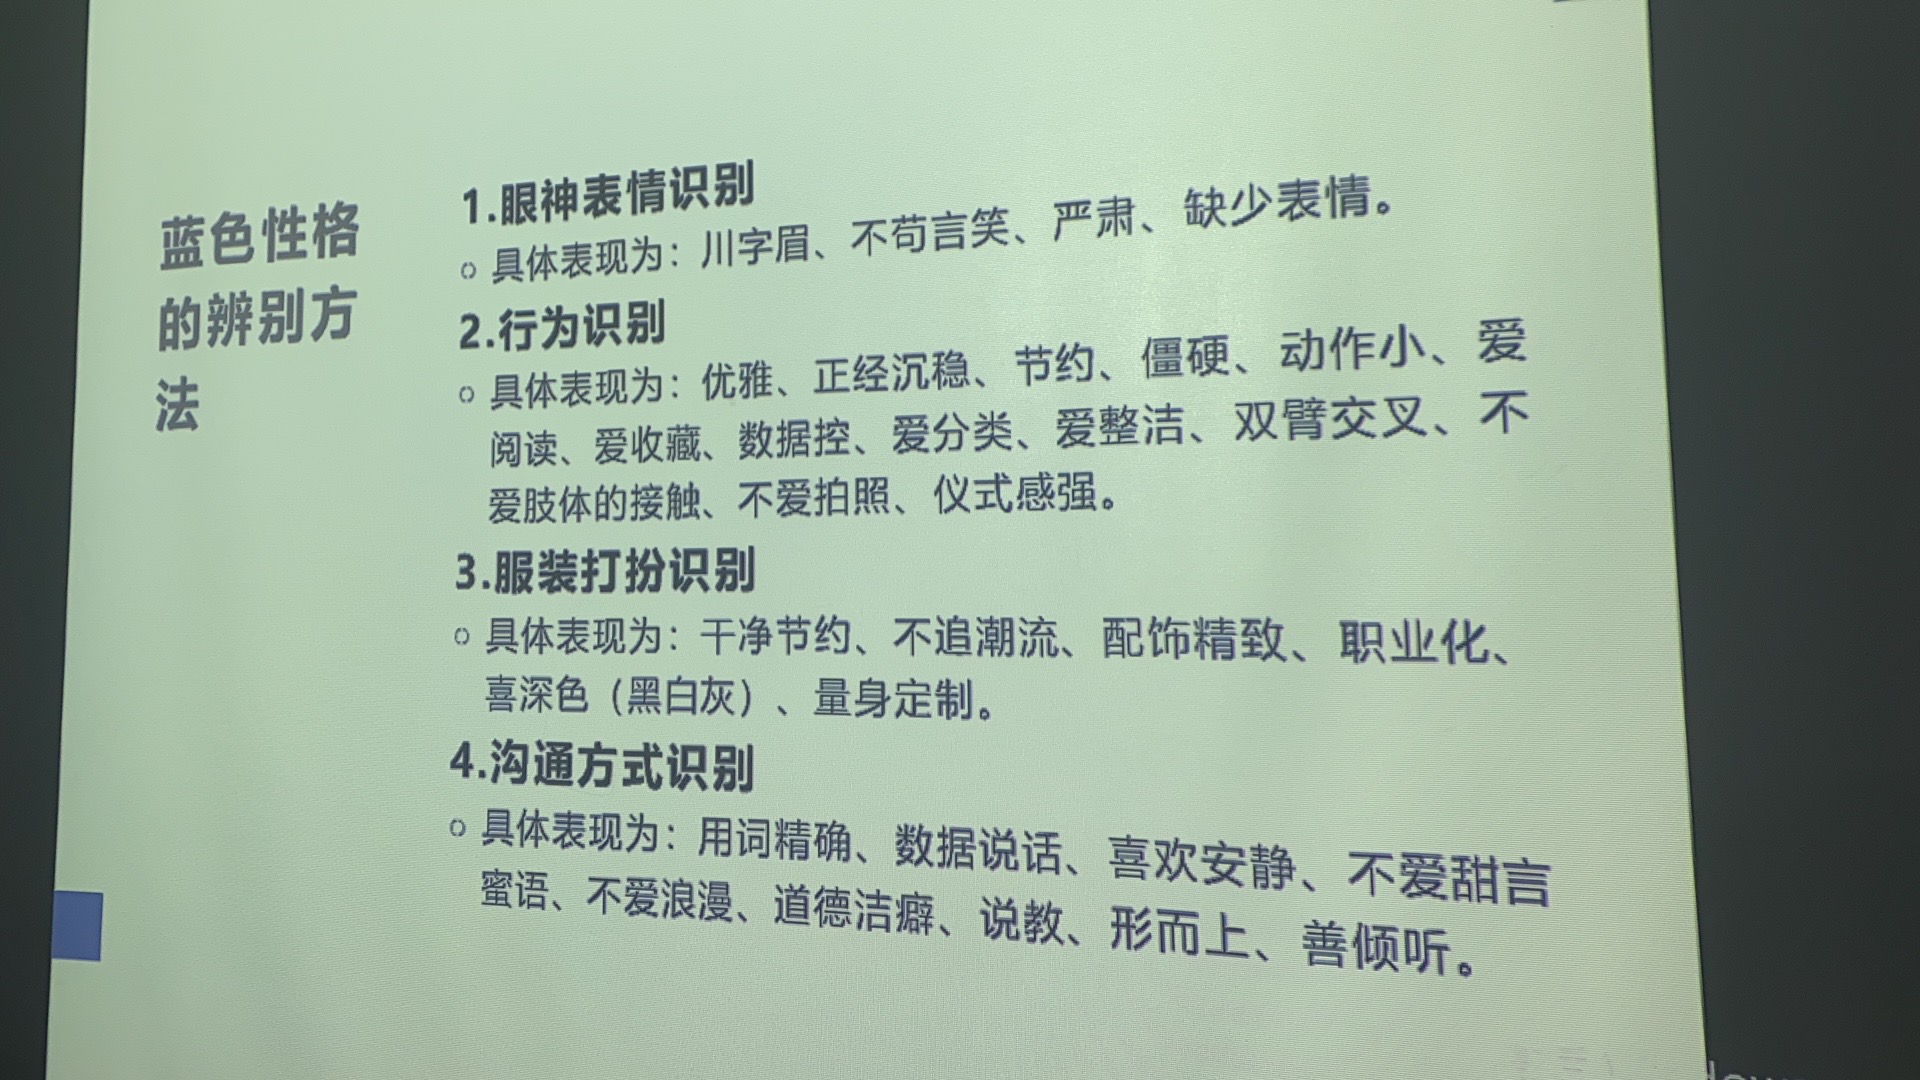 蓝色性格
的辨别方
法
1.眼神表情识别
具体表现为：川字眉、不苟言笑、严肃、缺少表情。
2.行为识别
具体表现为：优雅、正经沉稳、节约、僵硬、动作小、爱
阅读、爱收藏、数据控、爱分类、爱整洁、双臂交叉、不
爱肢体的接触、不爱拍照、仪式感强。
3.服装打扮识别
具体表现为：干净节约、不追潮流、配饰精致、职业化、
喜深色（黑白灰）、量身定制。
4.沟通方式识别
具体表现为：用词精确、数据说话、喜欢安静、不爱甜言
蜜语、不爱浪漫、道德洁癖、说教、形而上、善倾听。